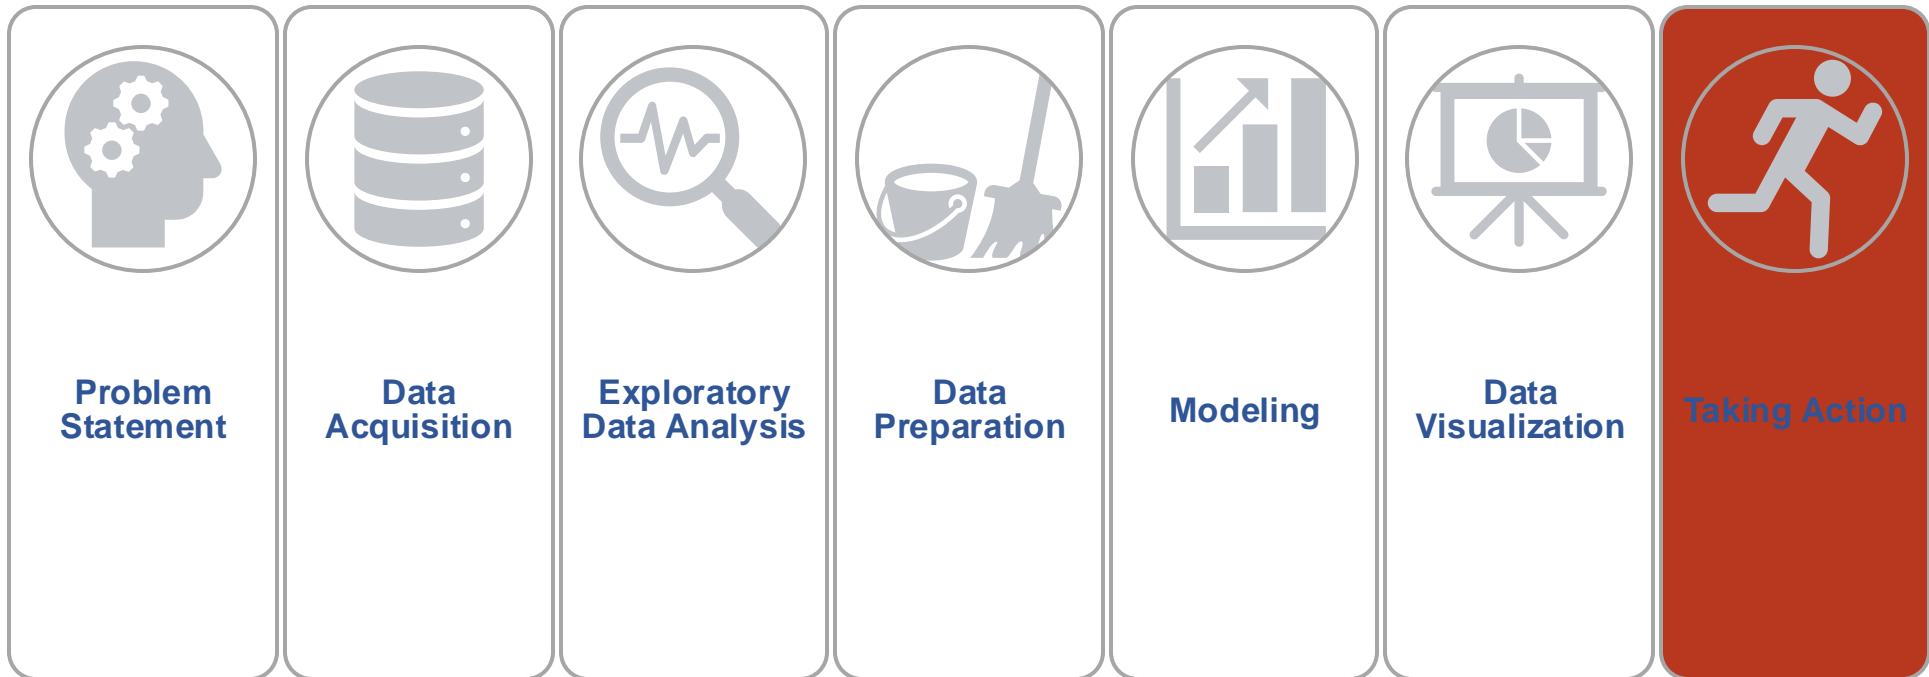 Problem
Statement
Data
Acquisition
Exploratory
Data Analysis
Data
Preparation
Modeling
Data
Visualization
Taking Action